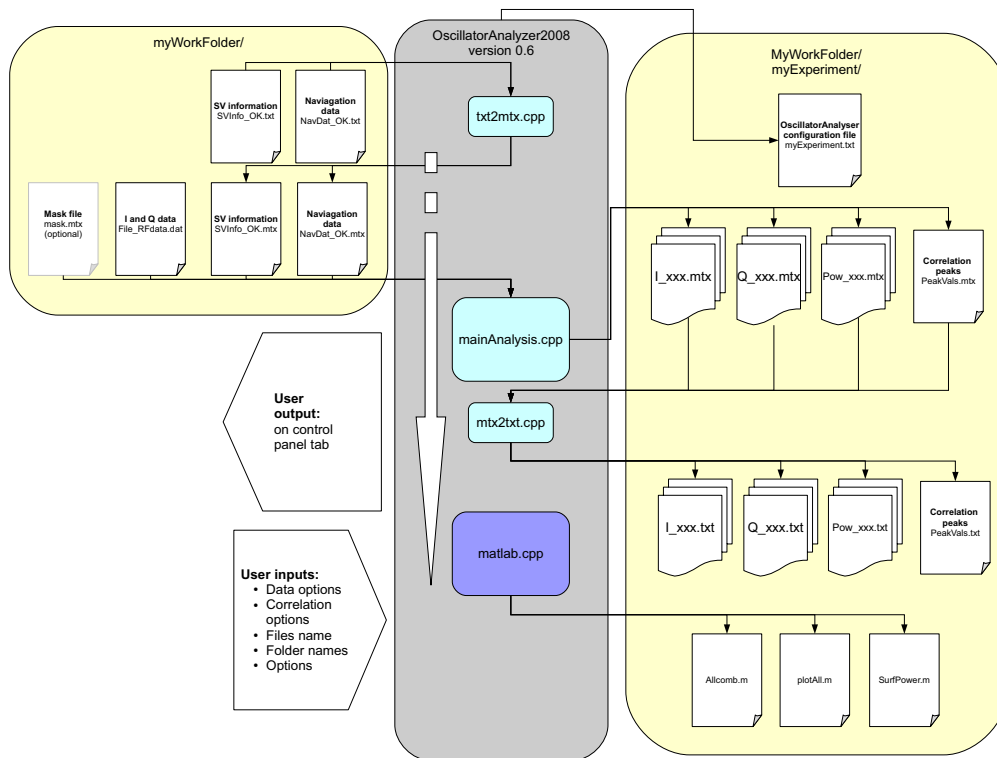 myWorkFolder/
SV information
SVInfo_OK.txt
Naviagation
data
NavDat_OK.txt
Mask file
mask.mtx
(optional)
I and Q data
File_RFdata.dat
SV information
SVInfo_OK.mtx
Naviagation
data
NavDat_OK.mtx
OscillatorAnalyzer2008
version 0.6
txt2mtx.cpp
mainAnalysis.cpp
mtx2txt.cpp
matlab.cpp
User
output:
on control
panel tab
User inputs:
• Data options
• Correlation
options
• Files name
• Folder names
• Options
MyWorkFolder/
myExperiment/
OscillatorAnalyser
configuration file
myExperiment.txt
I_xxx.mtx
Q_xxx.mtx
Pow_xxx.mtx
Correlation
peaks
PeakVals.mtx
I_xxx.txt
Q_xxx.txt
Pow_xxx.txt
Correlation
peaks
PeakVals.txt
Allcomb.m
plotAll.m
SurfPower.m